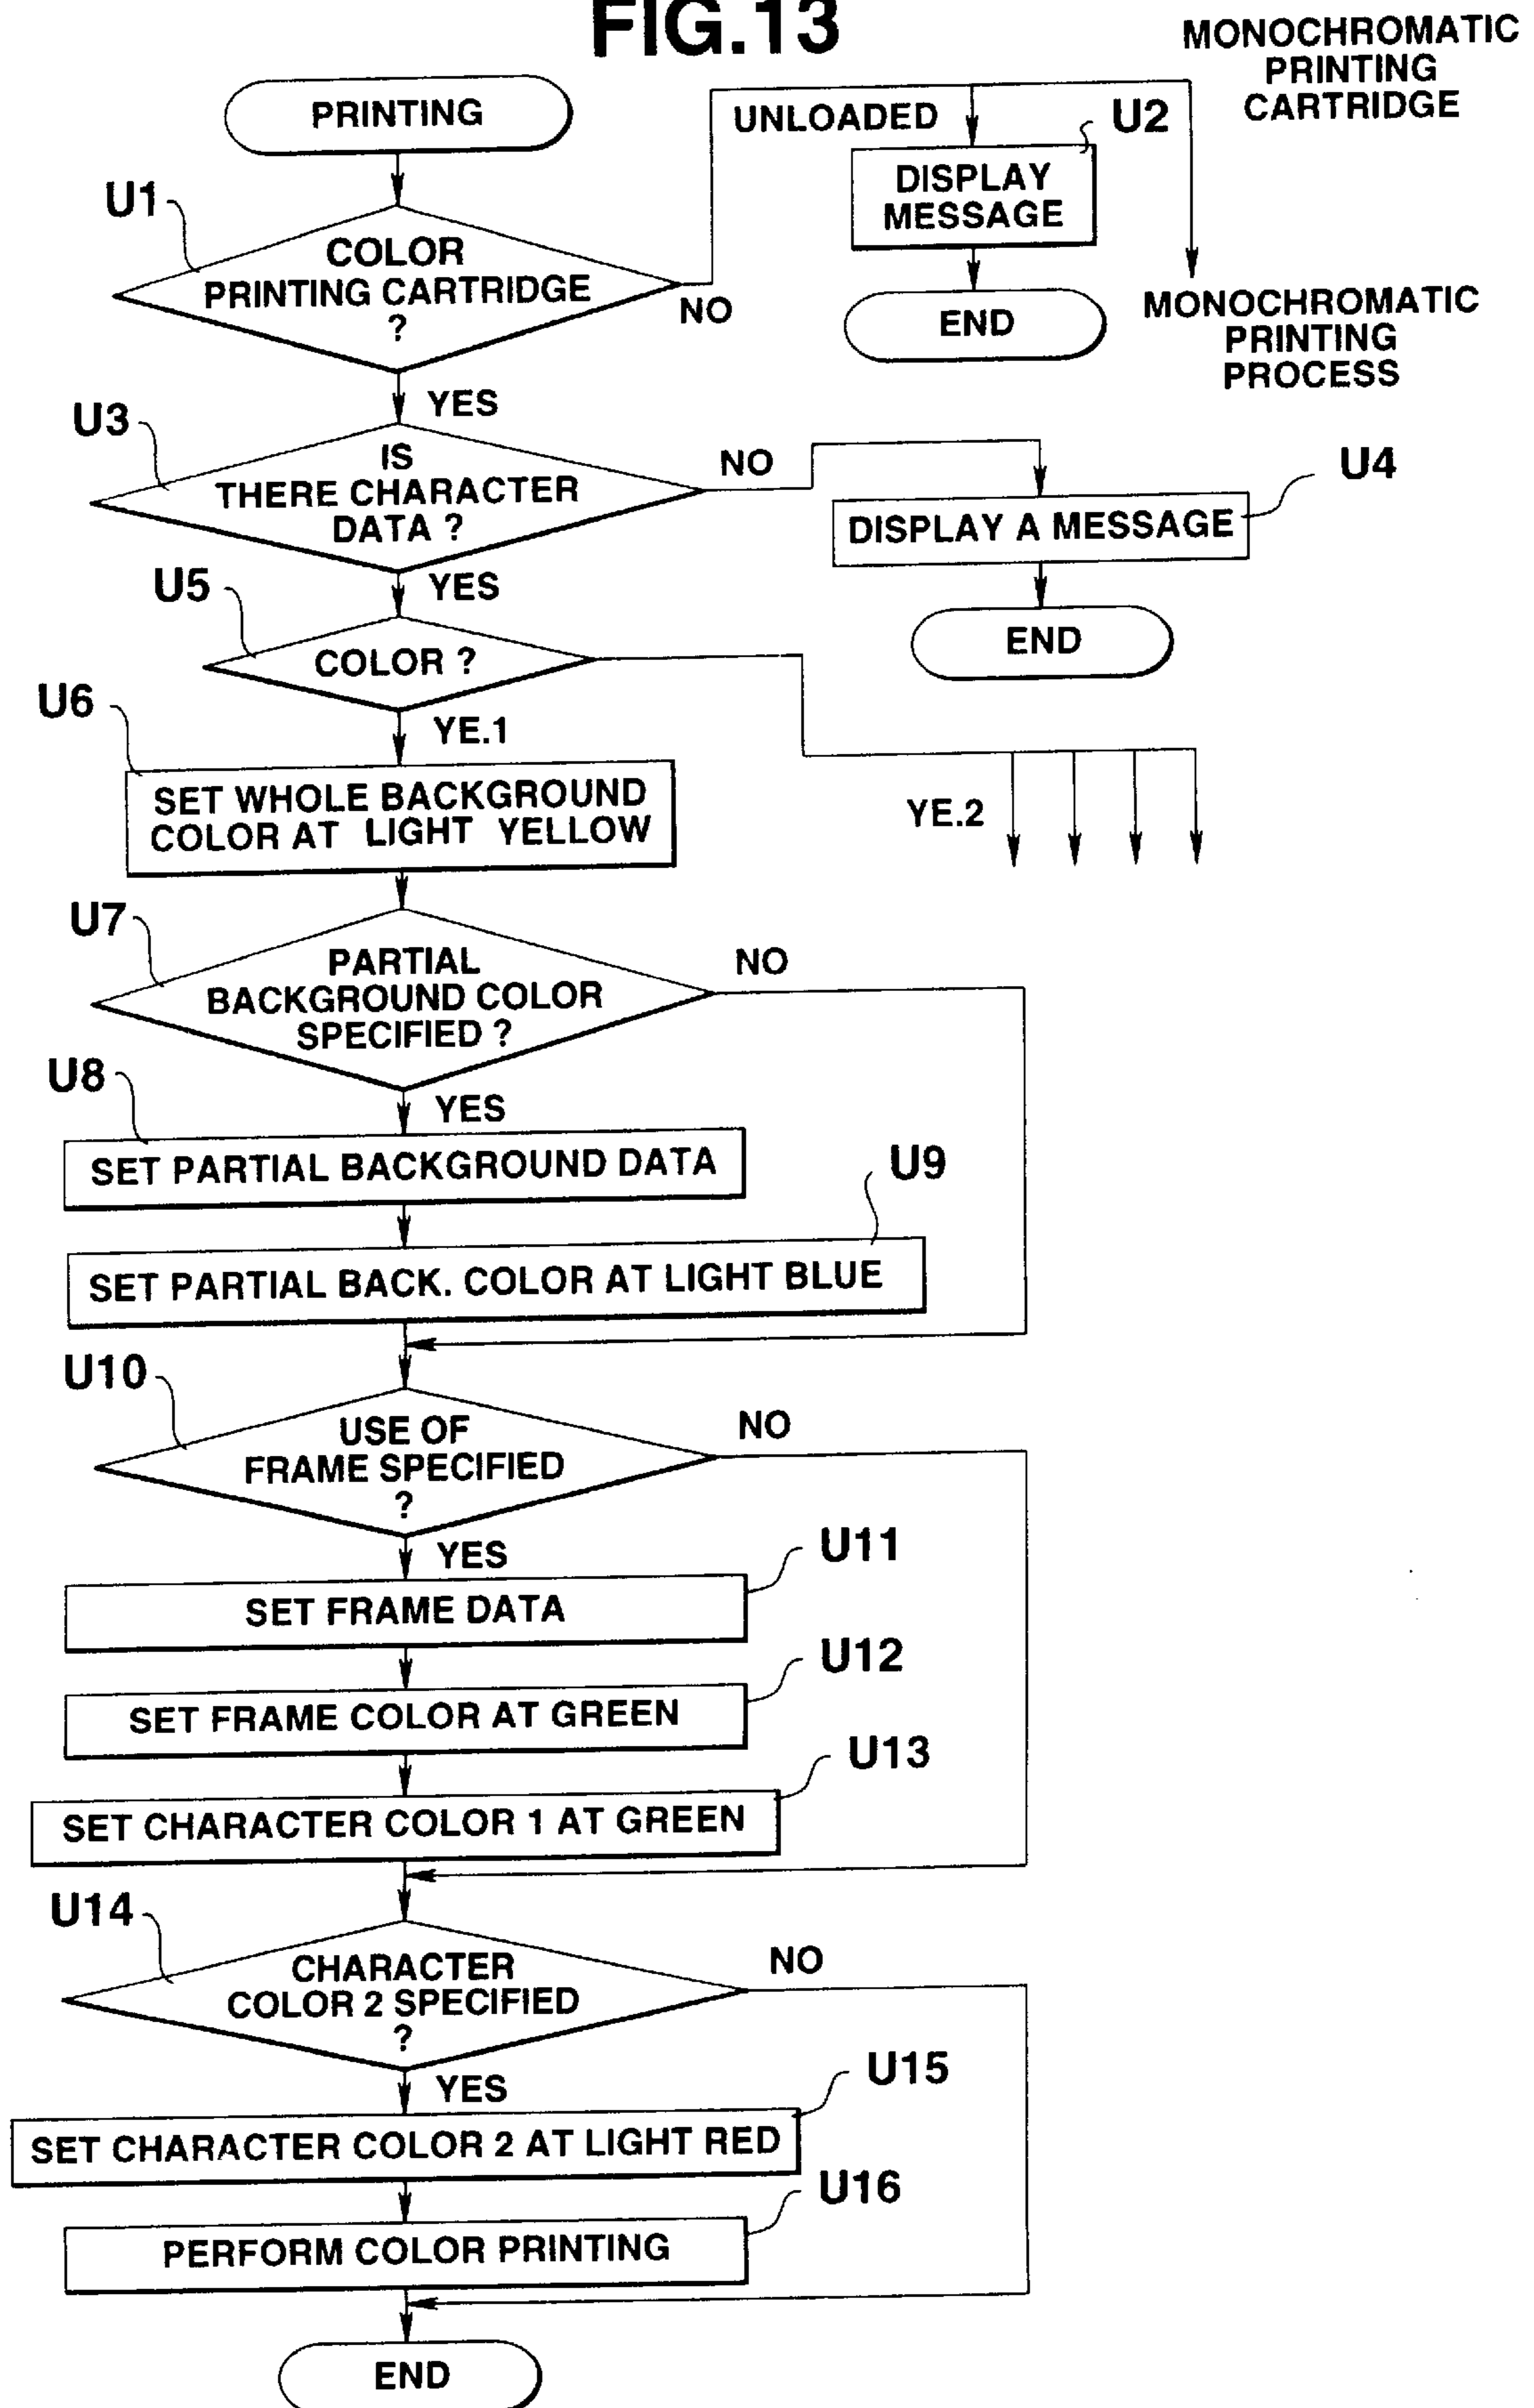 FIG.13
MONOCHROMATIC
PRINTING
CARTRIDGE
PRINTING
UNLOADED
U2
DISPLAY
MESSAGE
END
U1
COLOR
PRINTING CARTRIDGE
?
NO
MONOCHROMATIC
PRINTING
PROCESS
YES
U3
IS
THERE CHARACTER
DATA ?
NO
U4
DISPLAY A MESSAGE
END
YES
U5
COLOR ?
YE.1
YE.2
U6
SET WHOLE BACKGROUND
COLOR AT LIGHT YELLOW
U7
PARTIAL
BACKGROUND COLOR
SPECIFIED ?
NO
YES
U8
SET PARTIAL BACKGROUND DATA
U9
SET PARTIAL BACK. COLOR AT LIGHT BLUE
U10
USE OF
FRAME SPECIFIED
?
NO
YES
U11
SET FRAME DATA
U12
SET FRAME COLOR AT GREEN
U13
SET CHARACTER COLOR 1 AT GREEN
U14
CHARACTER
COLOR 2 SPECIFIED
?
NO
YES
U15
SET CHARACTER COLOR 2 AT LIGHT RED
U16
PERFORM COLOR PRINTING
END